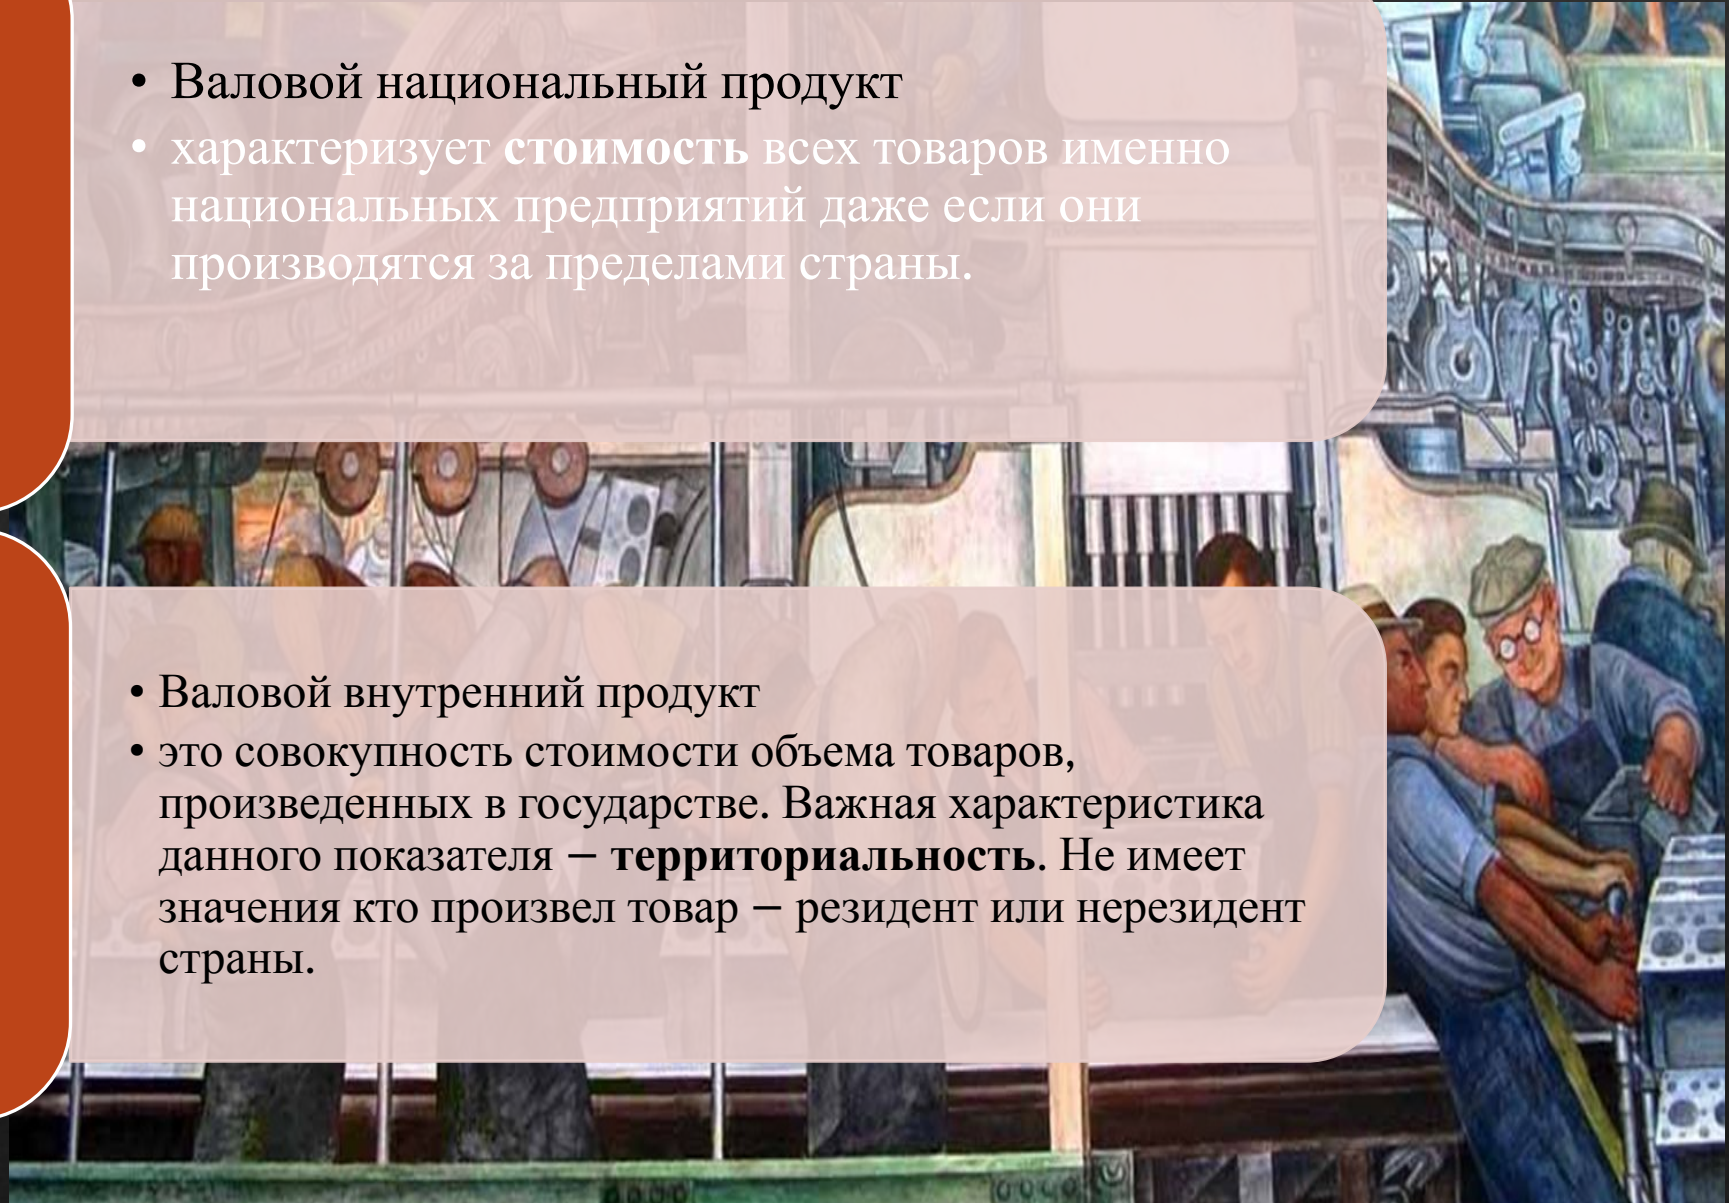 • Валовой национальный продукт
• характеризует стоимость всех товаров именно
национальных предприятий даже если они
производятся за пределами страны.
• Валовой внутренний продукт
• это совокупность стоимости объема товаров,
произведенных в государстве. Важная характеристика
данного показателя – территориальность. Не имеет
значения кто произвел товар – резидент или нерезидент
страны.